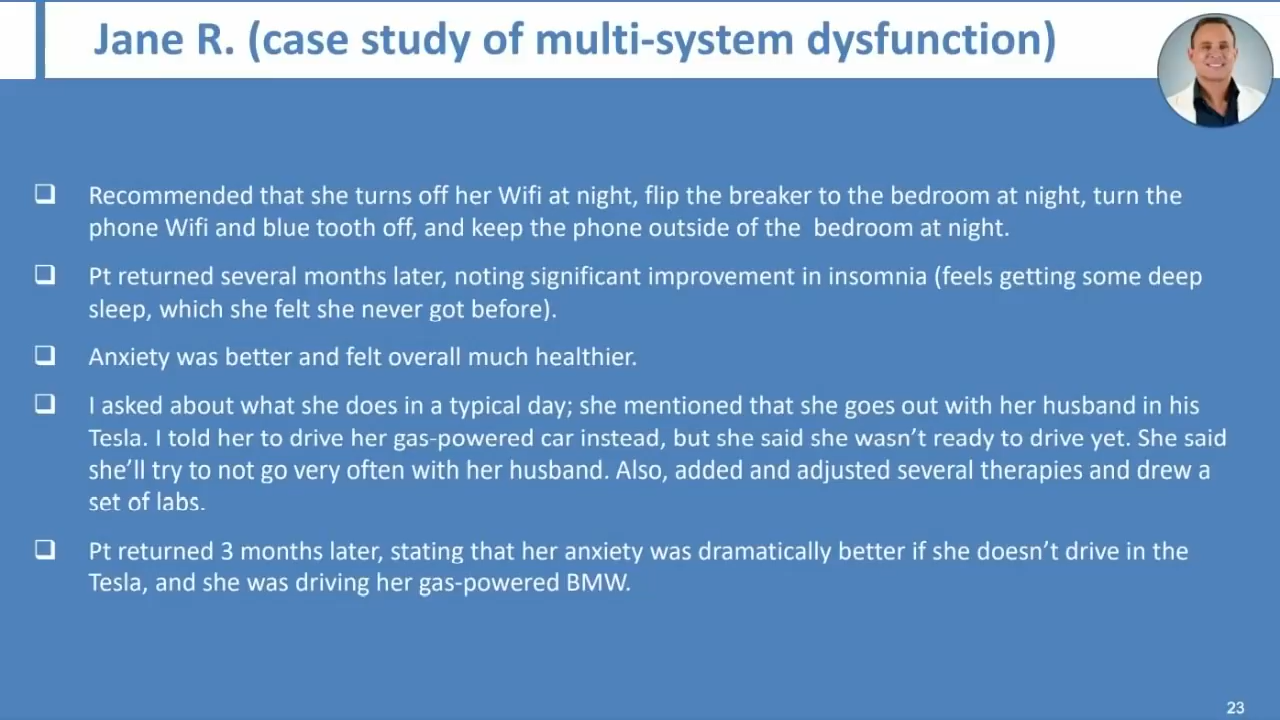 Jane R. (case study of multi-system dysfunction)
Recommended that she turns off her Wifi at night, flip the breaker to the bedroom at night, turn the
phone Wifi and blue tooth off, and keep the phone outside of the  bedroom at night.
Pt returned several months later, noting significant improvement in insomnia (feels getting some deep
sleep, which she felt she never got before).
Anxiety was better and felt overall much healthier.
I asked about what she does in a typical day; she mentioned that she goes out with her husband in his
Tesla. I told her to drive her gas-powered car instead, but she said she wasn’t ready to drive yet. She said
she’ll try to not go very often with her husband. Also, added and adjusted several therapies and drew a
set of labs.
Pt returned 3 months later, stating that her anxiety was dramatically better if she doesn’t drive in the
Tesla, and she was driving her gas-powered BMW.
23